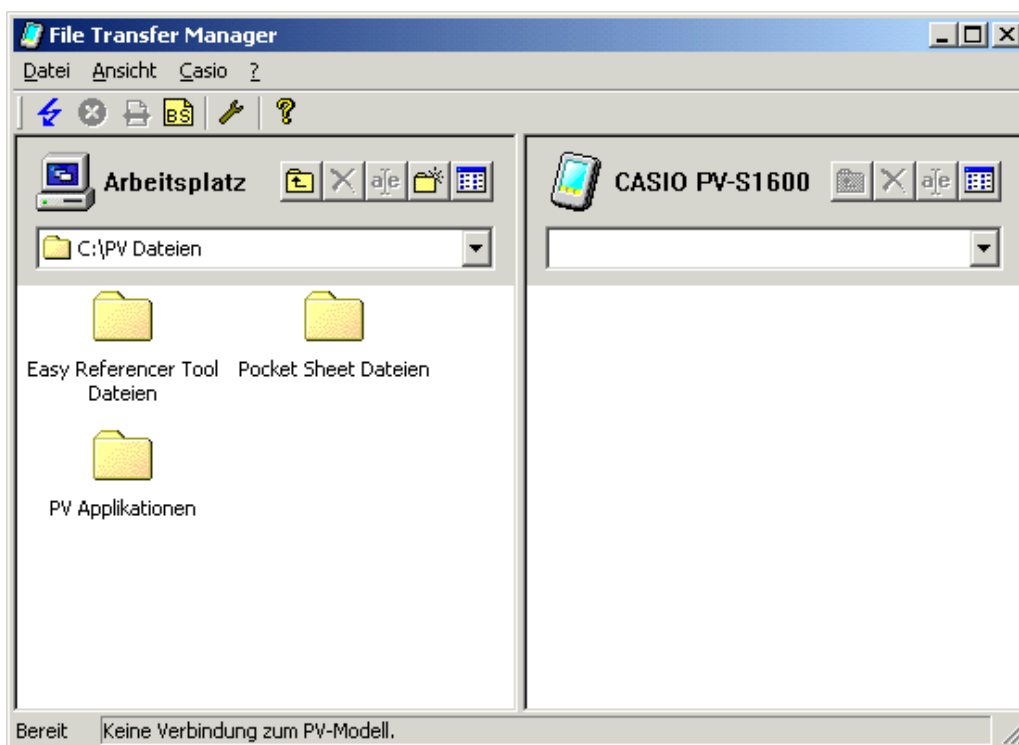 File Transfer Manager
Datei Ansicht Casio ?
BS
Arbeitsplatz
a e
CASIO PV-S1600
a e
C:\PV Dateien
Easy Referencer Tool
Dateien
Pocket Sheet Dateien
PV Applikationen
Bereit
Keine Verbindung zum PV-Modell.